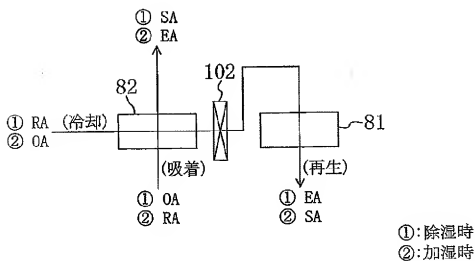 ① SA
② EA
82
102
81
① RA (冷却)
② OA
(吸着)
(再生)
① OA
② RA
① EA
② SA
①:除湿時
②:加湿時